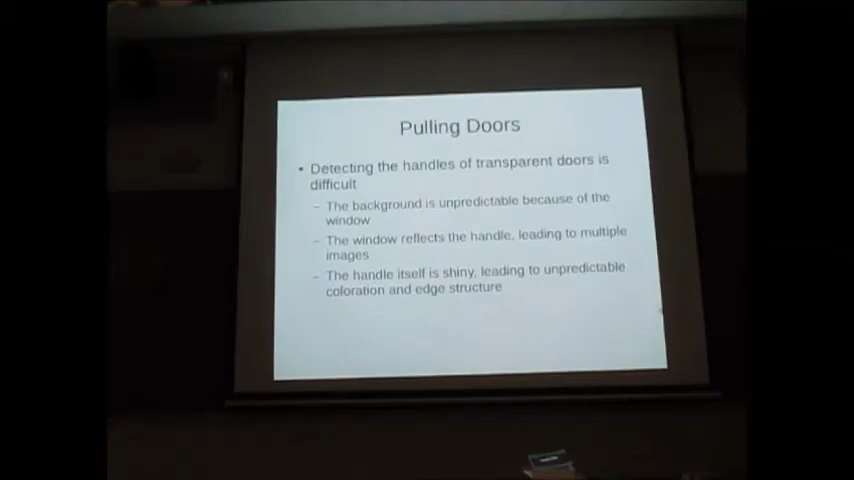 Pulling Doors
• Detecting the handles of transparent doors is
difficult
– The background is unpredictable because of the
window
– The window reflects the handle, leading to multiple
images
– The handle itself is shiny, leading to unpredictable
coloration and edge structure